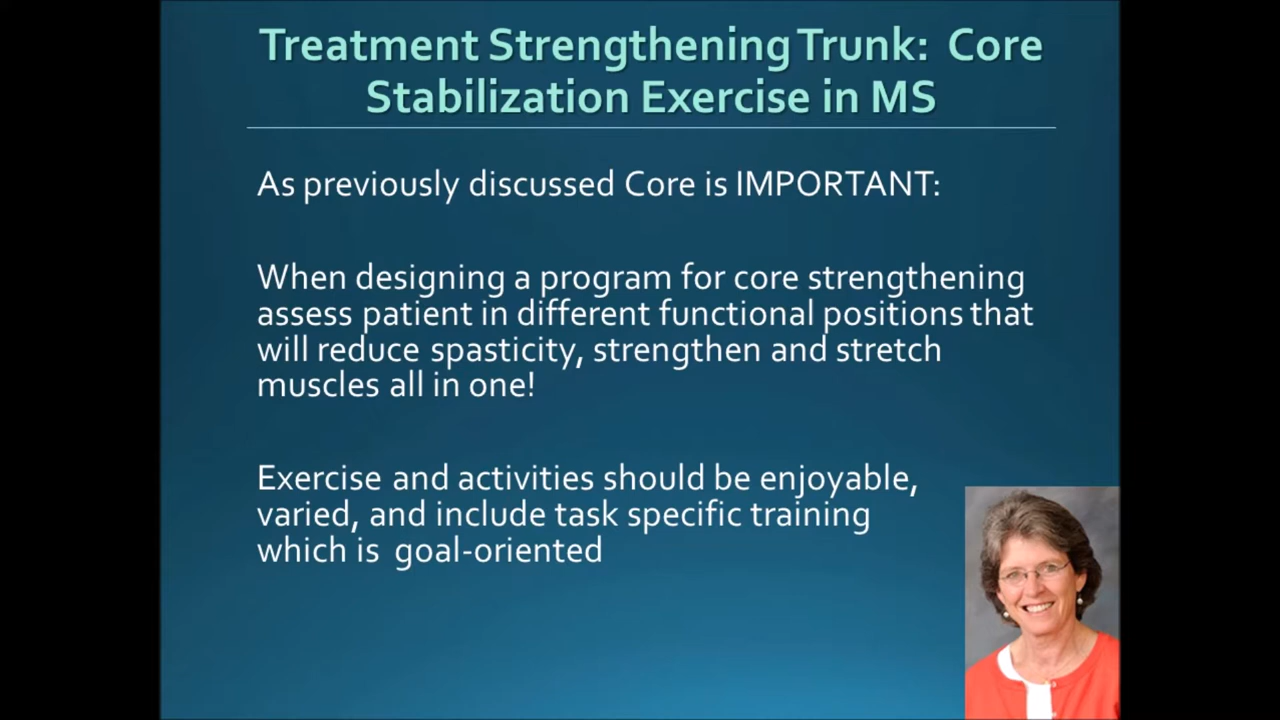 Treatment Strengthening Trunk: Core
Stabilization Exercise in MS
As previously discussed Core is IMPORTANT:
When designing a program for core strengthening
assess patient in different functional positions that
will reduce spasticity, strengthen and stretch
muscles all in one!
Exercise and activities should be enjoyable,
varied, and include task specific training
which is goal-oriented